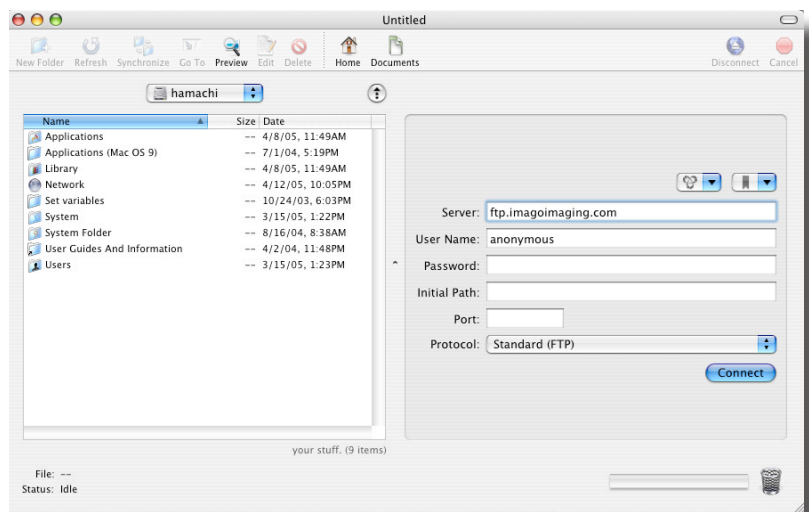 Untitled
New Folder Refresh Synchronize Go To Preview Edit Delete Home Documents Disconnect Cancel
hamachi
Name Size Date
Applications -- 4/8/05, 11:49AM
Applications (Mac OS 9) -- 7/1/04, 5:19PM
Library -- 4/8/05, 11:49AM
Network -- 4/12/05, 10:05PM
Set variables -- 10/24/03, 6:03PM
System -- 3/15/05, 1:22PM
System Folder -- 8/16/04, 8:38AM
User Guides And Information -- 4/2/04, 11:48PM
Users -- 3/15/05, 1:23PM
your stuff. (9 items)
Server: ftp.imagoimaging.com
User Name: anonymous
Password:
Initial Path:
Port:
Protocol: Standard (FTP)
Connect
File: --
Status: Idle